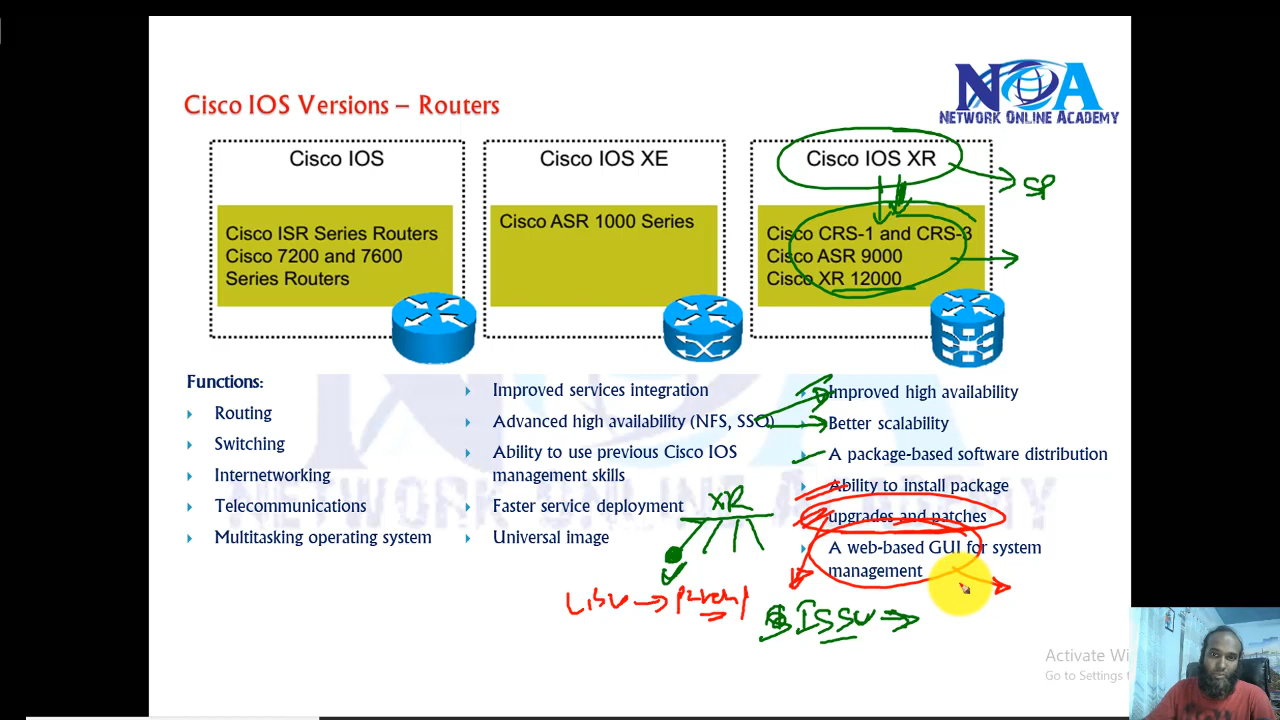 Cisco IOS Versions – Routers
NOA
NETWORK ONLINE ACADEMY
Cisco IOS
Cisco ISR Series Routers
Cisco 7200 and 7600
Series Routers
Cisco IOS XE
Cisco ASR 1000 Series
Cisco IOS XR
SP
Cisco CRS-1 and CRS-3
Cisco ASR 9000
Cisco XR 12000
Functions:
Routing
Switching
Internetworking
Telecommunications
Multitasking operating system
Improved services integration
Advanced high availability (NFS, SSO)
Ability to use previous Cisco IOS
management skills
Faster service deployment
Universal image
Improved high availability
Better scalability
A package-based software distribution
Ability to install package
upgrades and patches
A web-based GUI for system
management
XR
ISSU
Activate Wi
Go to Settings t